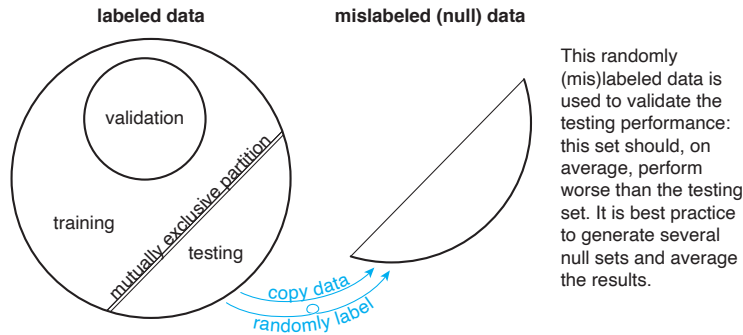 labeled data
mislabeled (null) data
validation
training
mutually exclusive partition
testing
copy data
randomly label
This randomly
(mis)labeled data is
used to validate the
testing performance:
this set should, on
average, perform
worse than the testing
set. It is best practice
to generate several
null sets and average
the results.